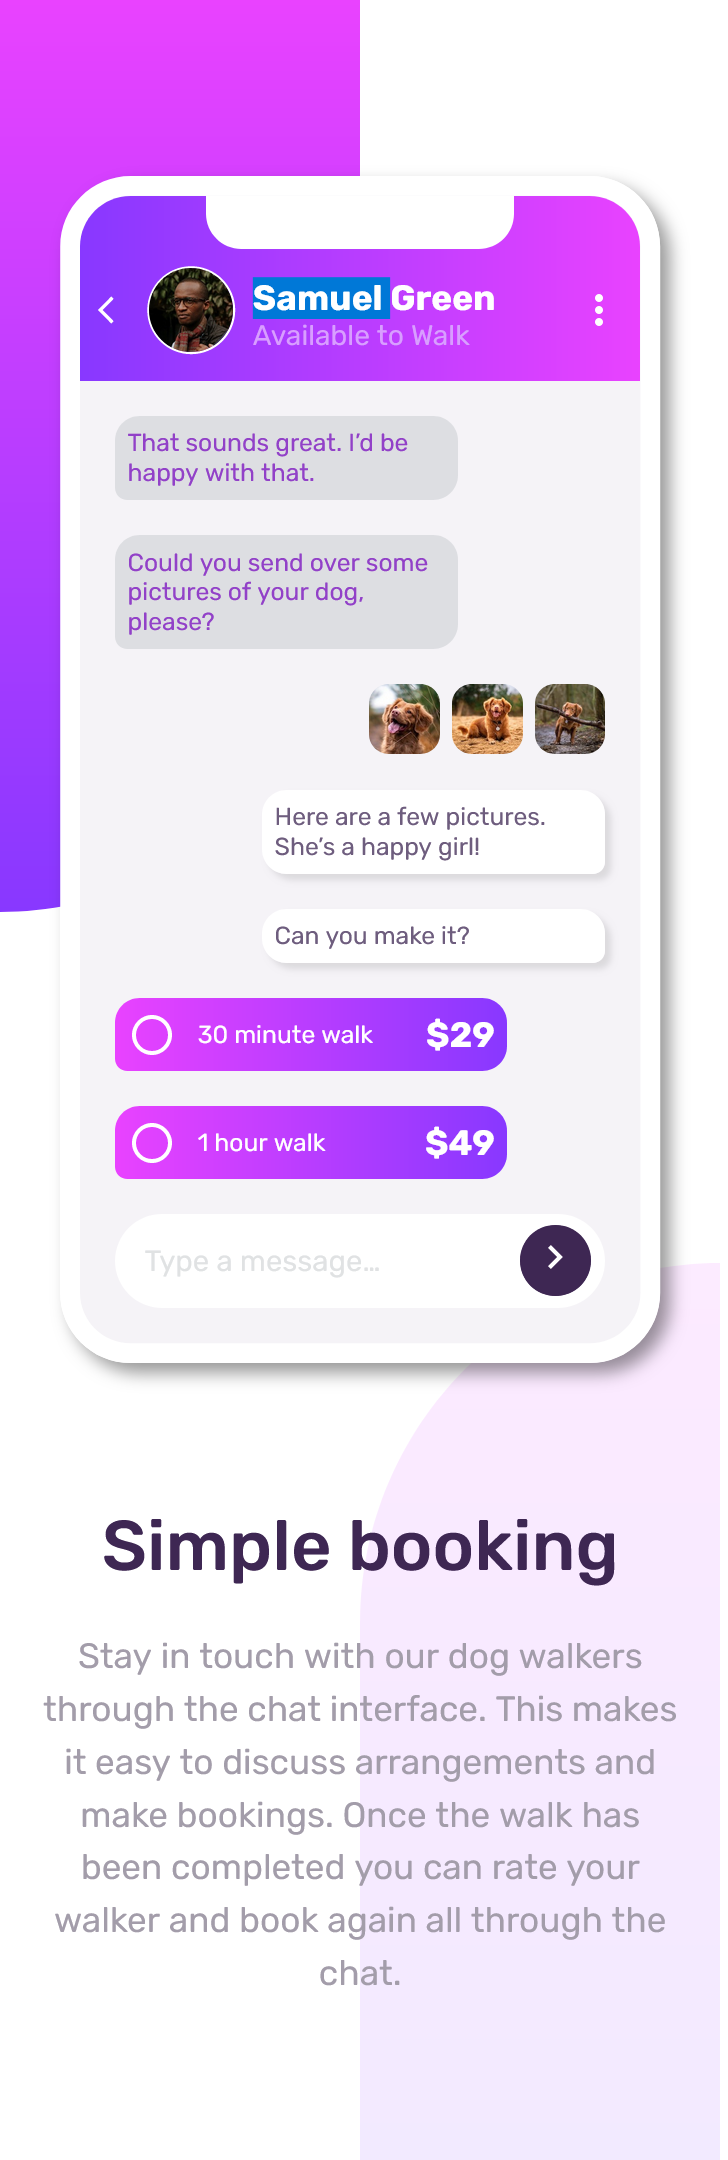 Samuel Green
Available to Walk
That sounds great. I’d be
happy with that.
Could you send over some
pictures of your dog,
please?
Here are a few pictures.
She’s a happy girl!
Can you make it?
30 minute walk $29
1 hour walk $49
Type a message…
Simple booking
Stay in touch with our dog walkers
through the chat interface. This makes
it easy to discuss arrangements and
make bookings. Once the walk has
been completed you can rate your
walker and book again all through the
chat.